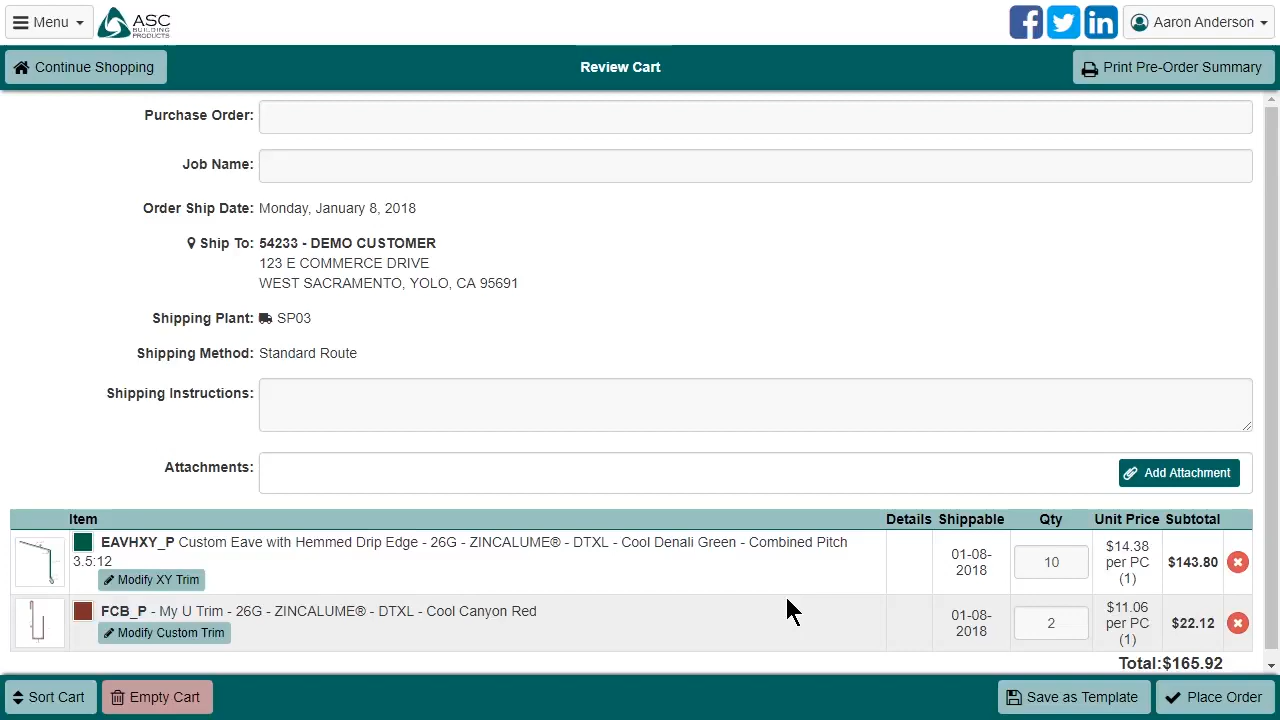 Menu
ASC
BUILDING
PRODUCTS
Aaron Anderson
Continue Shopping
Review Cart
Print Pre-Order Summary
Purchase Order:
Job Name:
Order Ship Date: Monday, January 8, 2018
Ship To: 54233 - DEMO CUSTOMER
123 E COMMERCE DRIVE
WEST SACRAMENTO, YOLO, CA 95691
Shipping Plant: SP03
Shipping Method: Standard Route
Shipping Instructions:
Attachments:
Add Attachment
Item Details Shippable Qty Unit Price Subtotal
EAVHXY_P Custom Eave with Hemmed Drip Edge - 26G - ZINCALUME® - DTXL - Cool Denali Green - Combined Pitch
3.5:12
Modify XY Trim
01-08-
2018
10
$14.38
per PC
(1)
$143.80
FCB_P - My U Trim - 26G - ZINCALUME® - DTXL - Cool Canyon Red
Modify Custom Trim
01-08-
2018
2
$11.06
per PC
(1)
$22.12
Total:$165.92
Sort Cart
Empty Cart
Save as Template
Place Order